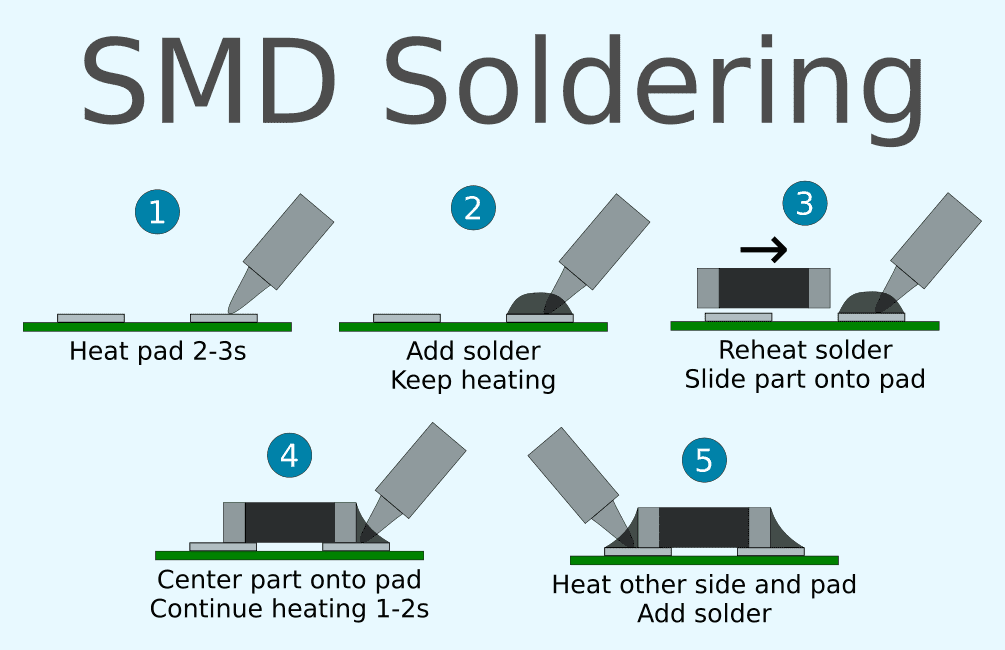 SMD Soldering
1
Heat pad 2-3s
2
Add solder
Keep heating
3
Reheat solder
Slide part onto pad
4
Center part onto pad
Continue heating 1-2s
5
Heat other side and pad
Add solder